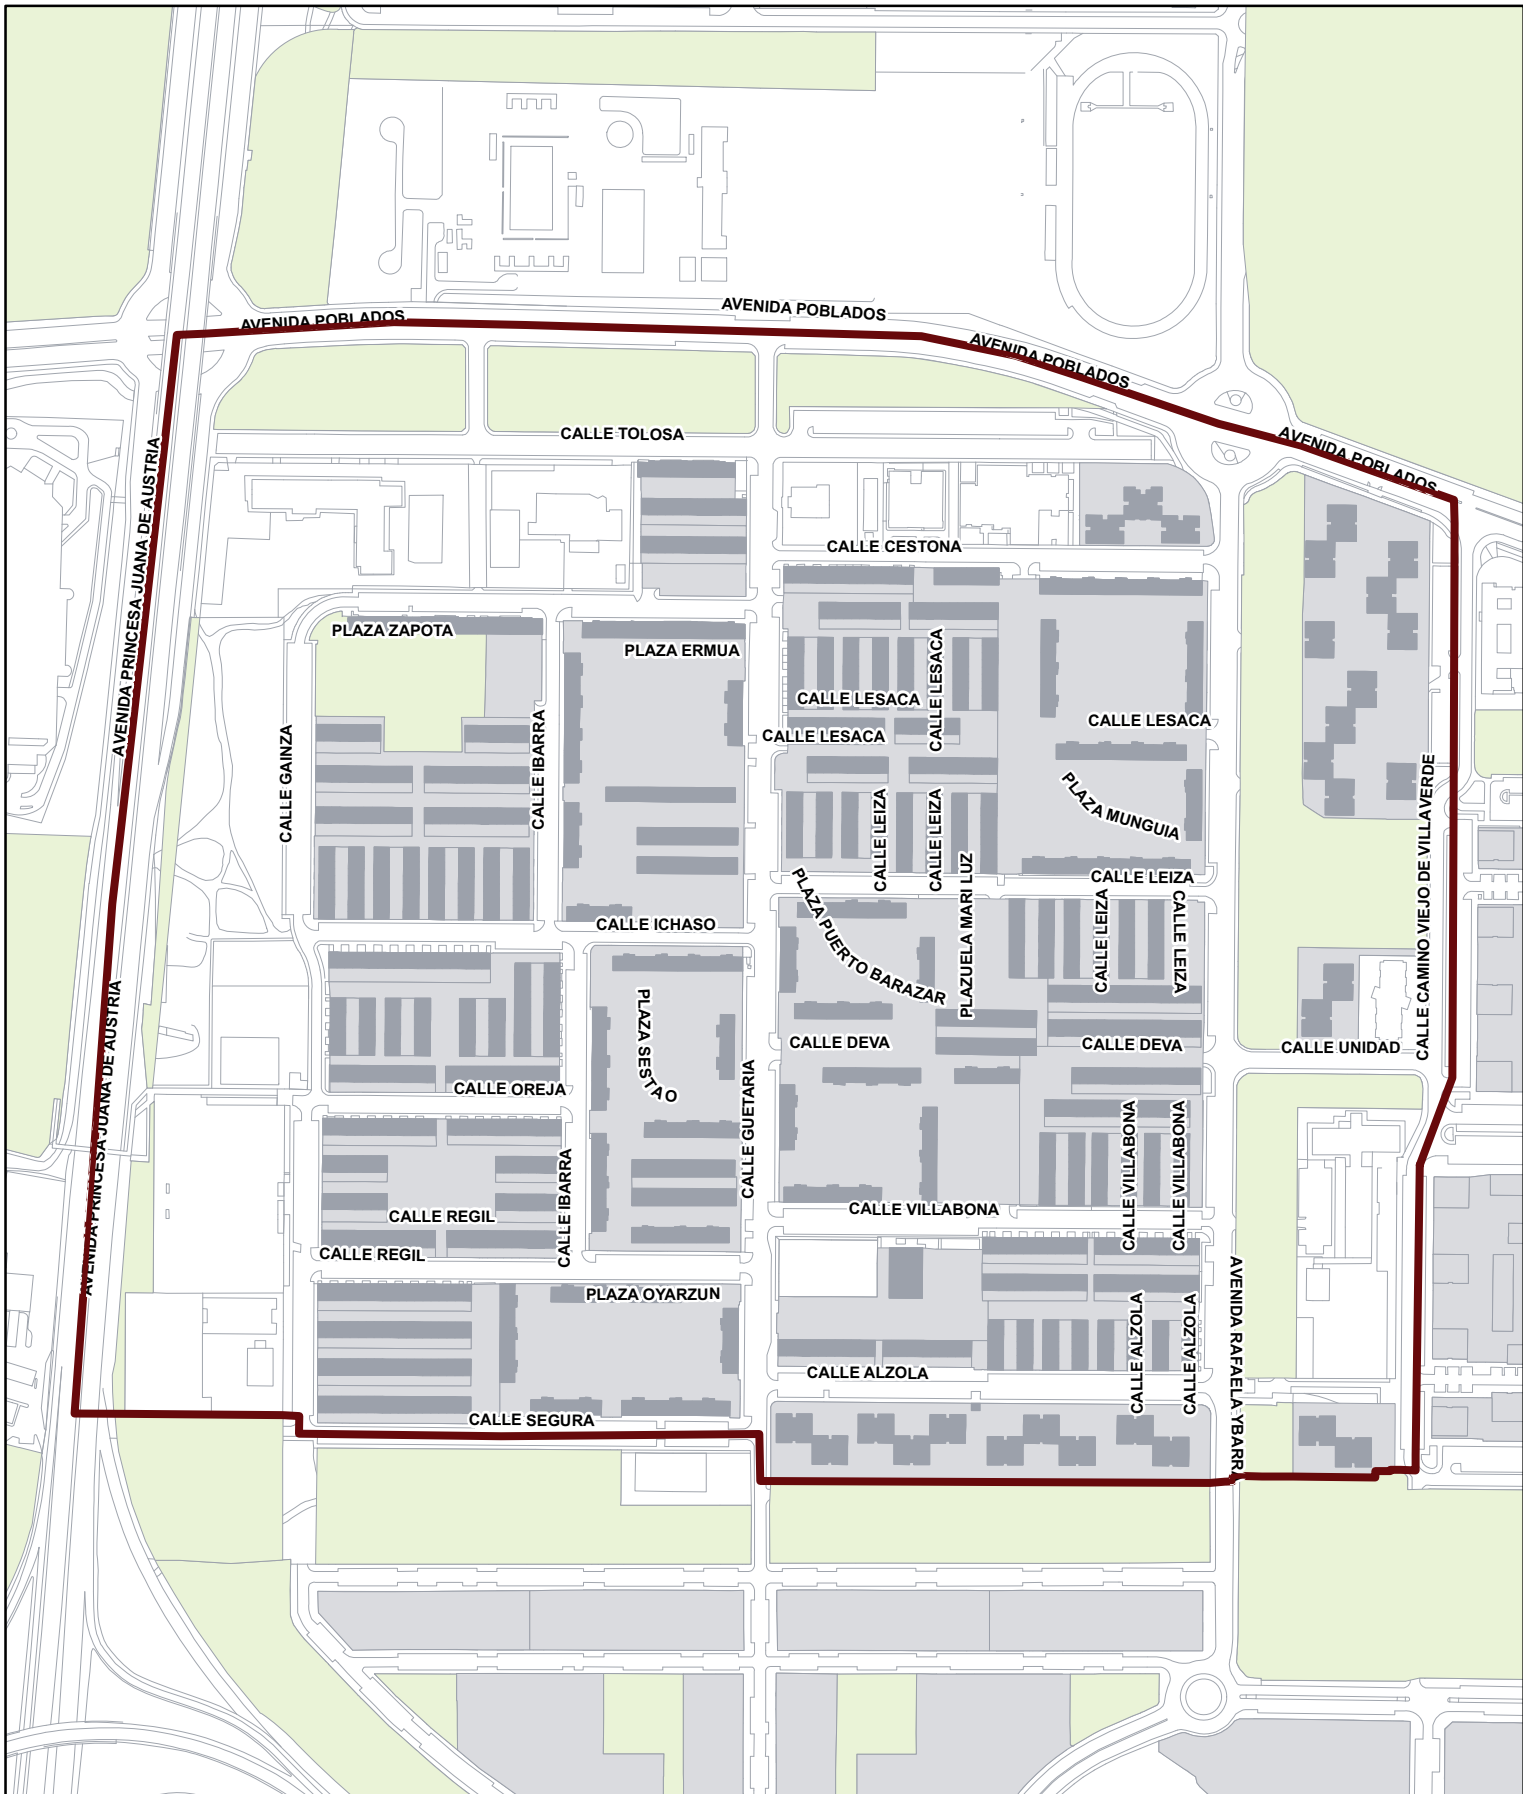 AVENIDA POBLADOS
AVENIDA POBLADOS
AVENIDA POBLADOS
AVENIDA POBLADOS
CALLE TOLOSA
AVENIDA PRINCESA JUANA DE AUSTRIA
CALLE CESTONA
PLAZA ZAPOTA
PLAZA ERMUA
CALLE LESACA
CALLE LESACA
CALLE LESACA
CALLE LESACA
CALLE GAINZA
CALLE IBARRA
CALLE LEIZA
CALLE LEIZA
PLAZA MUNGUIA
CALLE CAMINO VIEJO DE VILLAVERDE
CALLE LEIZA
PLAZA PUERTO BARAZAR
PLAZUELA MARI LUZ
CALLE LEIZA
CALLE LEIZA
CALLE ICHASO
AVENIDA PRINCESA JUANA DE AUSTRIA
PLAZA SESTAO
CALLE DEVA
CALLE DEVA
CALLE UNIDAD
CALLE OREJA
CALLE GUETARIA
CALLE VILLABONA
CALLE VILLABONA
CALLE IBARRA
CALLE REGIL
CALLE VILLABONA
CALLE REGIL
PLAZA OYARZUN
AVENIDA RAFAELA YBARRA
CALLE ALZOLA
CALLE ALZOLA
CALLE ALZOLA
CALLE SEGURA